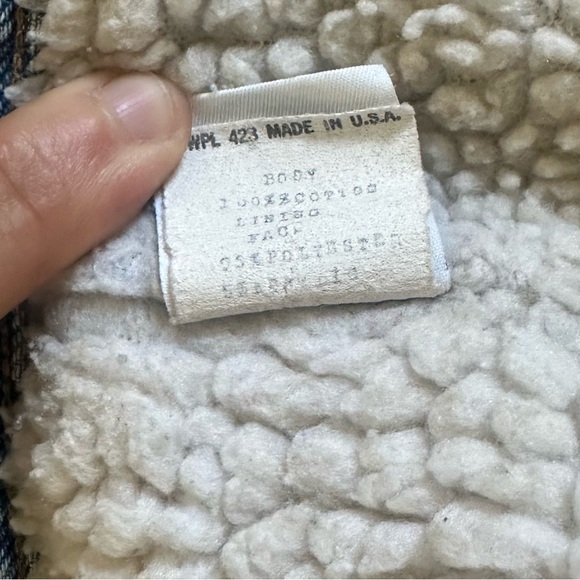 WPL 423 MADE IN U.S.A.
BODY
100%COTTON
LINING
FACE
POLYESTER